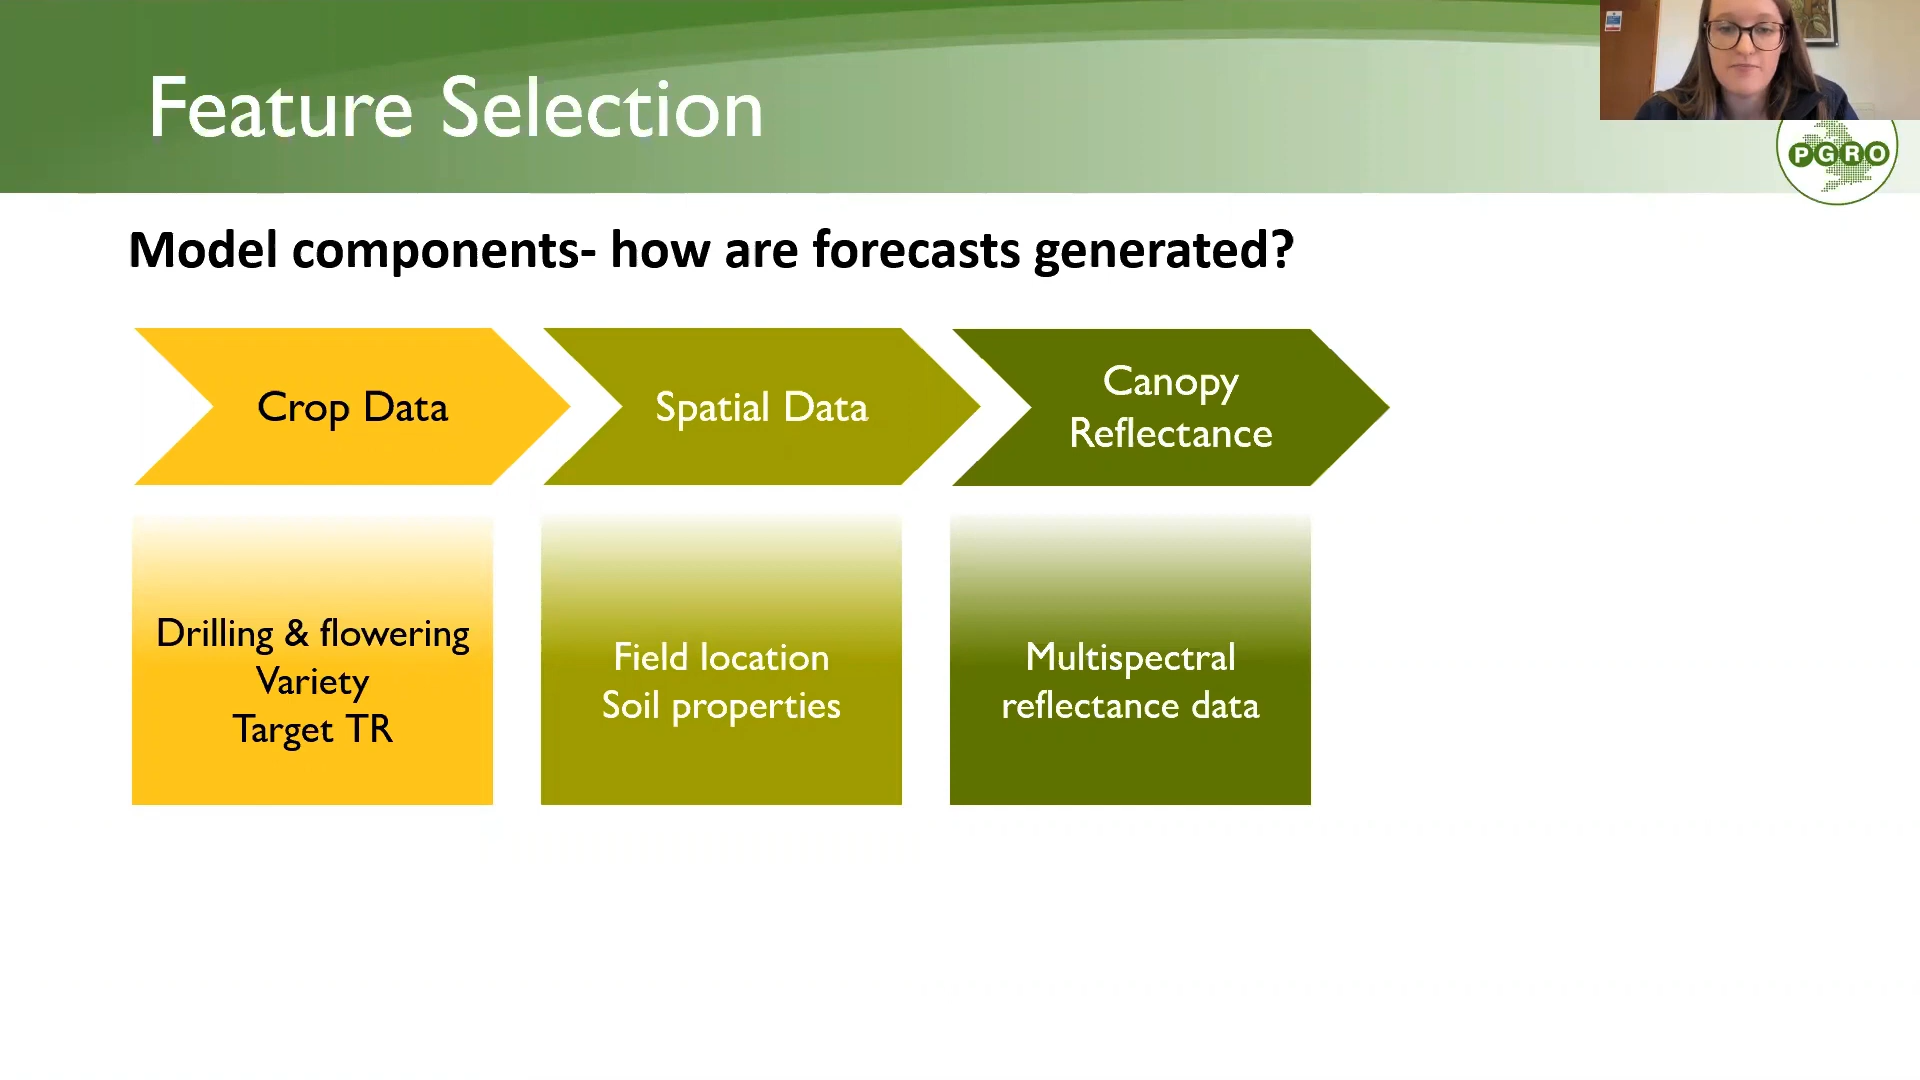 Feature Selection
PGRO
Model components- how are forecasts generated?
Crop Data
Spatial Data
Canopy
Reflectance
Drilling & flowering
Variety
Target TR
Field location
Soil properties
Multispectral
reflectance data